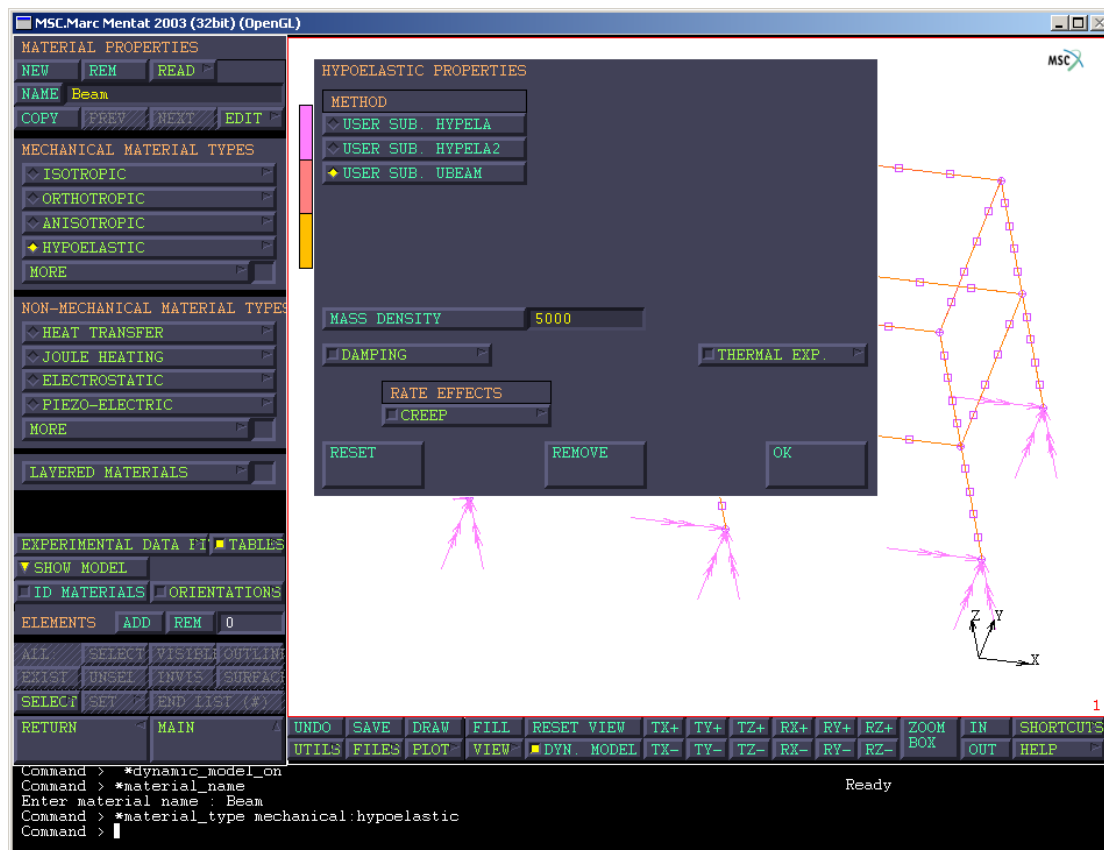 MSC.Marc Mentat 2003 (32bit) (OpenGL)
MATERIAL PROPERTIES
NEW REM READ
NAME Beam
COPY PREV NEXT EDIT
MECHANICAL MATERIAL TYPES
ISOTROPIC
ORTHOTROPIC
ANISOTROPIC
HYPOELASTIC
MORE
NON-MECHANICAL MATERIAL TYPES
HEAT TRANSFER
JOULE HEATING
ELECTROSTATIC
PIEZO-ELECTRIC
MORE
LAYERED MATERIALS
EXPERIMENTAL DATA FIT TABLES
SHOW MODEL
ID MATERIALS ORIENTATIONS
ELEMENTS ADD REM 0
ALL: SELECT VISIBL OUTLINE
EXIST UNSEL INVIS SURFACE
SELECT SET END LIST (#)
RETURN MAIN
HYPOELASTIC PROPERTIES
METHOD
USER SUB. HYPELA
USER SUB. HYPELA2
USER SUB. UBEAM
MASS DENSITY 5000
DAMPING THERMAL EXP.
RATE EFFECTS
CREEP
RESET REMOVE OK
MSC
Z Y
X
1
UNDO SAVE DRAW FILL RESET VIEW TX+ TY+ TZ+ RX+ RY+ RZ+ ZOOM BOX IN SHORTCUTS
UTILS FILES PLOT VIEW DYN. MODEL TX- TY- TZ- RX- RY- RZ- OUT HELP
Command > *dynamic_model_on
Command > *material_name
Enter material name : Beam
Command > *material_type mechanical:hypoelastic
Command >
Ready